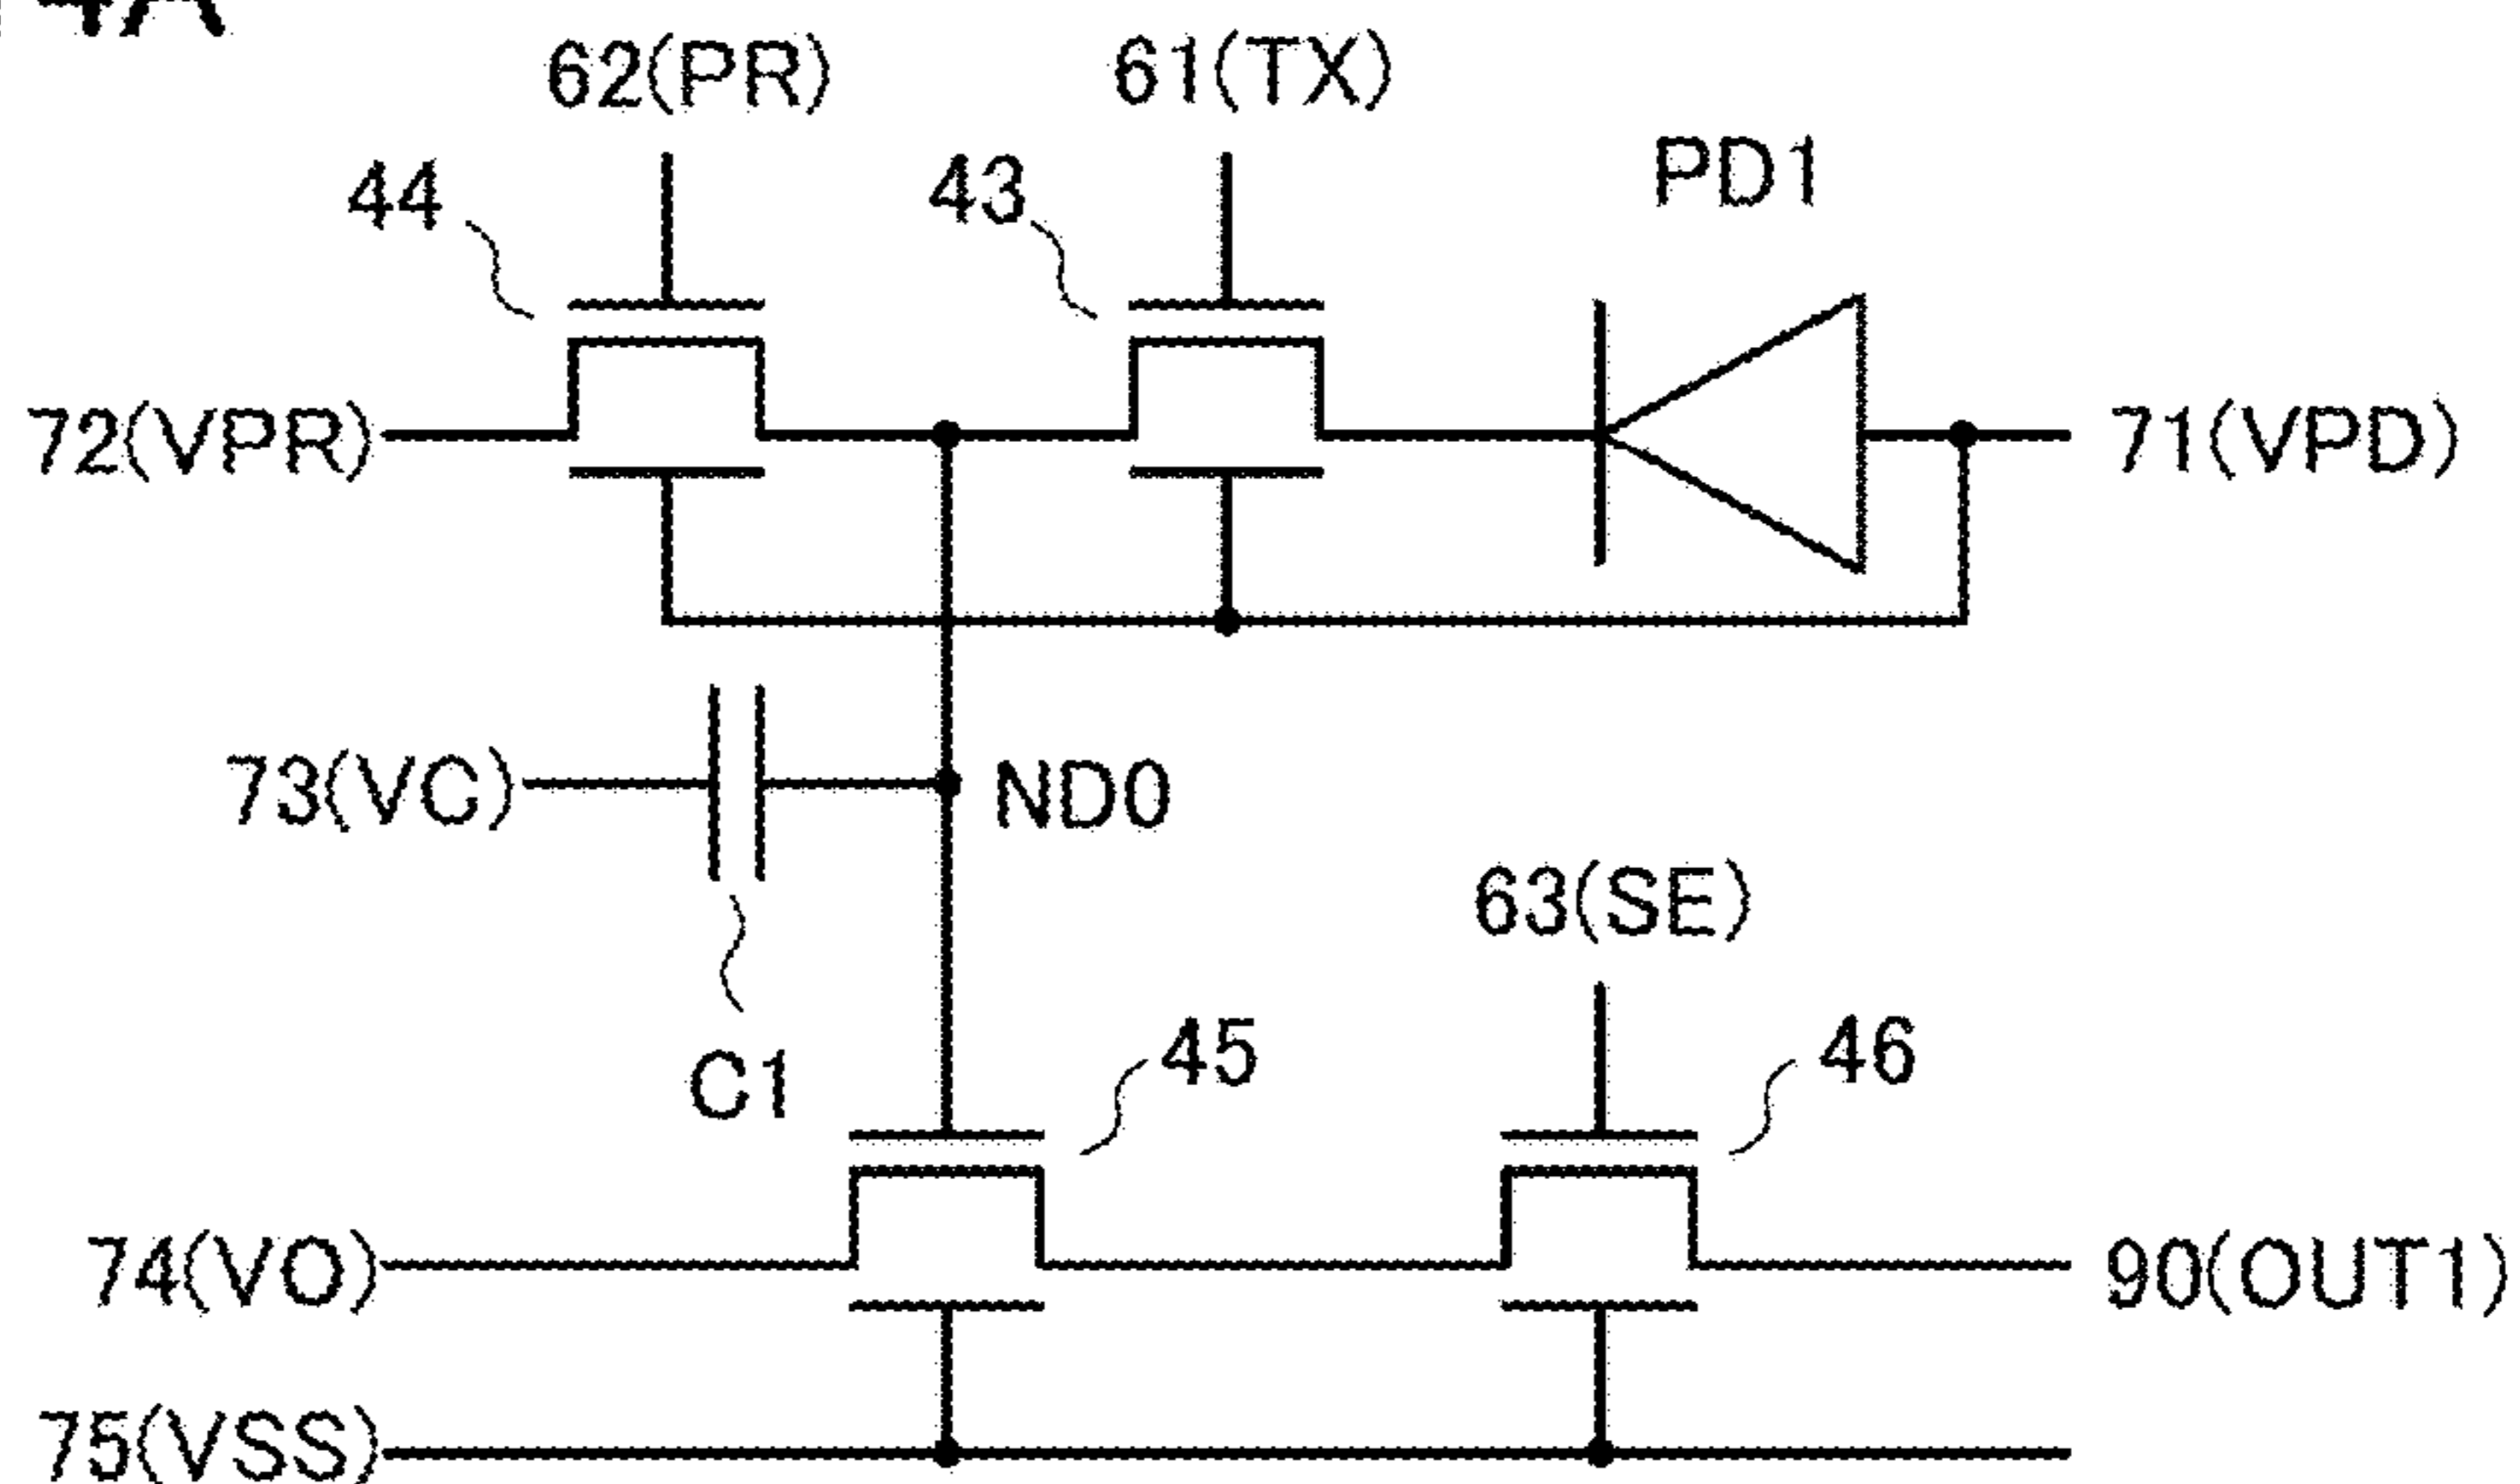 62(PR)
61(TX)
PD1
44
43
72(VPR)
71(VPD)
73(VC)
ND0
63(SE)
C1
45
46
74(VO)
90(OUT1)
75(VSS)